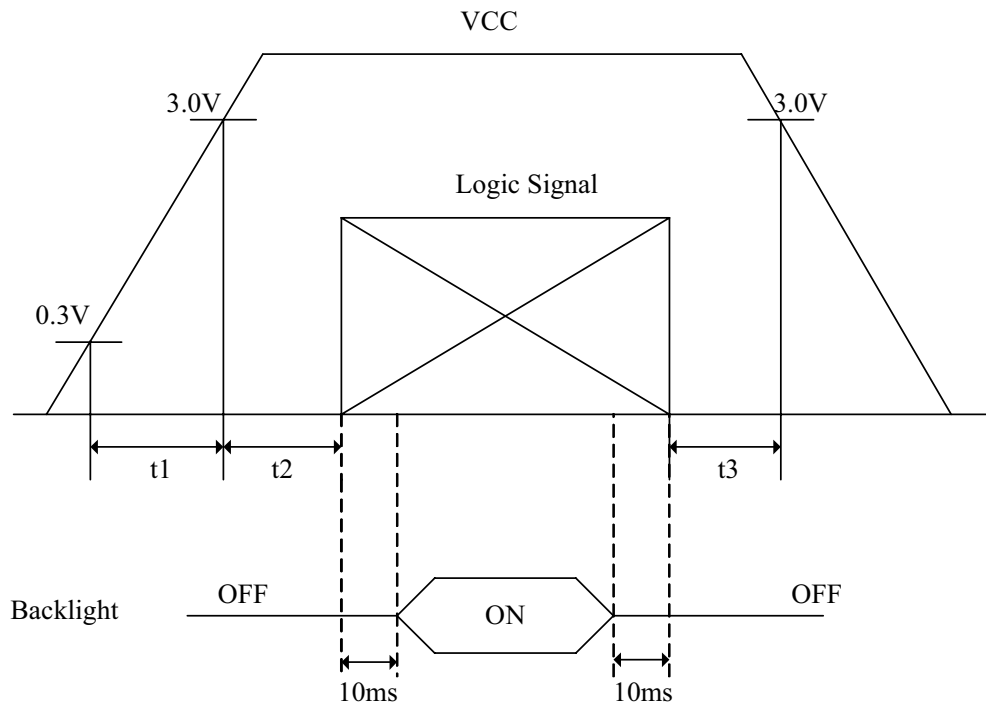 VCC
3.0V
3.0V
Logic Signal
0.3V
t1
t2
t3
Backlight
OFF
ON
OFF
10ms
10ms